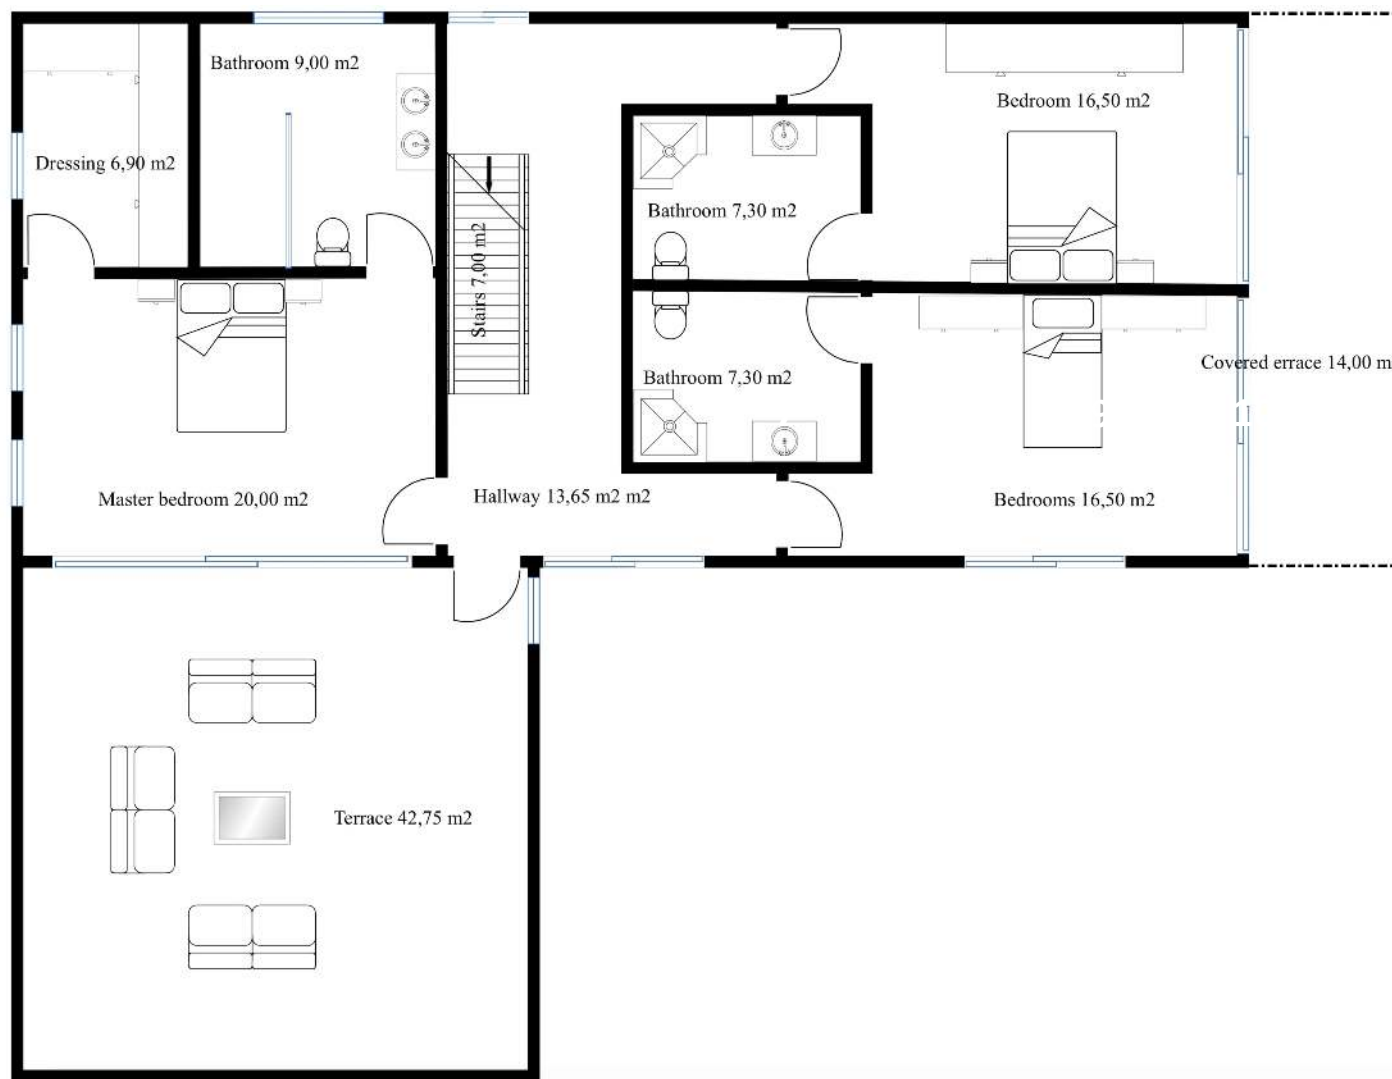 Bathroom 9,00 m2
Bedroom 16,50 m2
Dressing 6,90 m2
Bathroom 7,30 m2
Stairs 7,00 m2
Covered errace 14,00 m
Bathroom 7,30 m2
Master bedroom 20,00 m2
Hallway 13,65 m2 m2
Bedrooms 16,50 m2
Terrace 42,75 m2